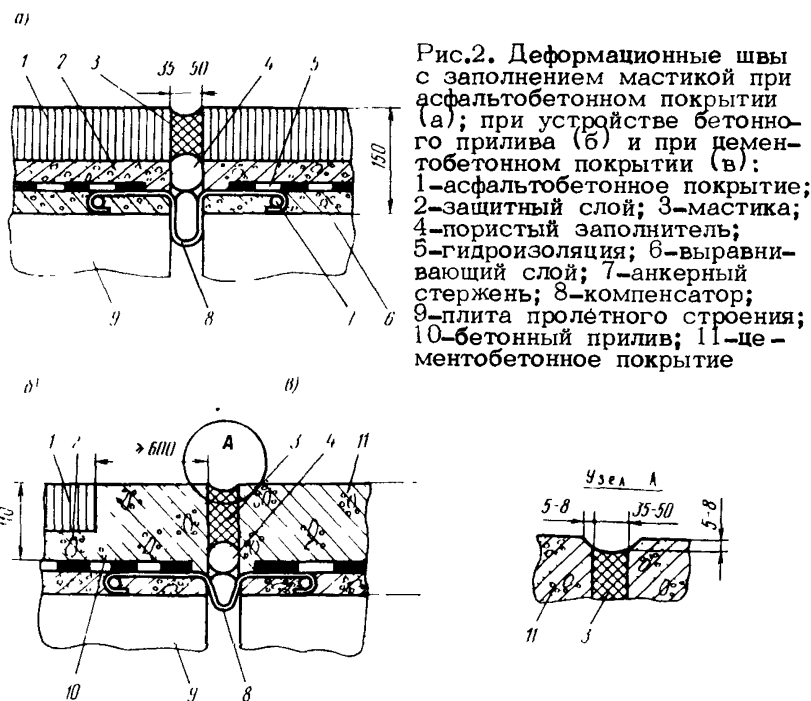 а)
1 2 3 35 50 4 5
150
9 8 7 6
Рис.2. Деформационные швы
с заполнением мастикой при
асфальтобетонном покрытии
(а); при устройстве бетонно-
го прилива (б) и при цемен-
тобетонном покрытии (в):
1-асфальтобетонное покрытие;
2-защитный слой; 3-мастика;
4-пористый заполнитель;
5-гидроизоляция; 6-выравни-
вающий слой; 7-анкерный
стержень; 8-компенсатор;
9-плита пролётного строения;
10-бетонный прилив; 11-це-
ментобетонное покрытие
б) в)
1 2 600 А 3 4 11
10 9 8
Узел А
5-8 35-50 5-8
11 3